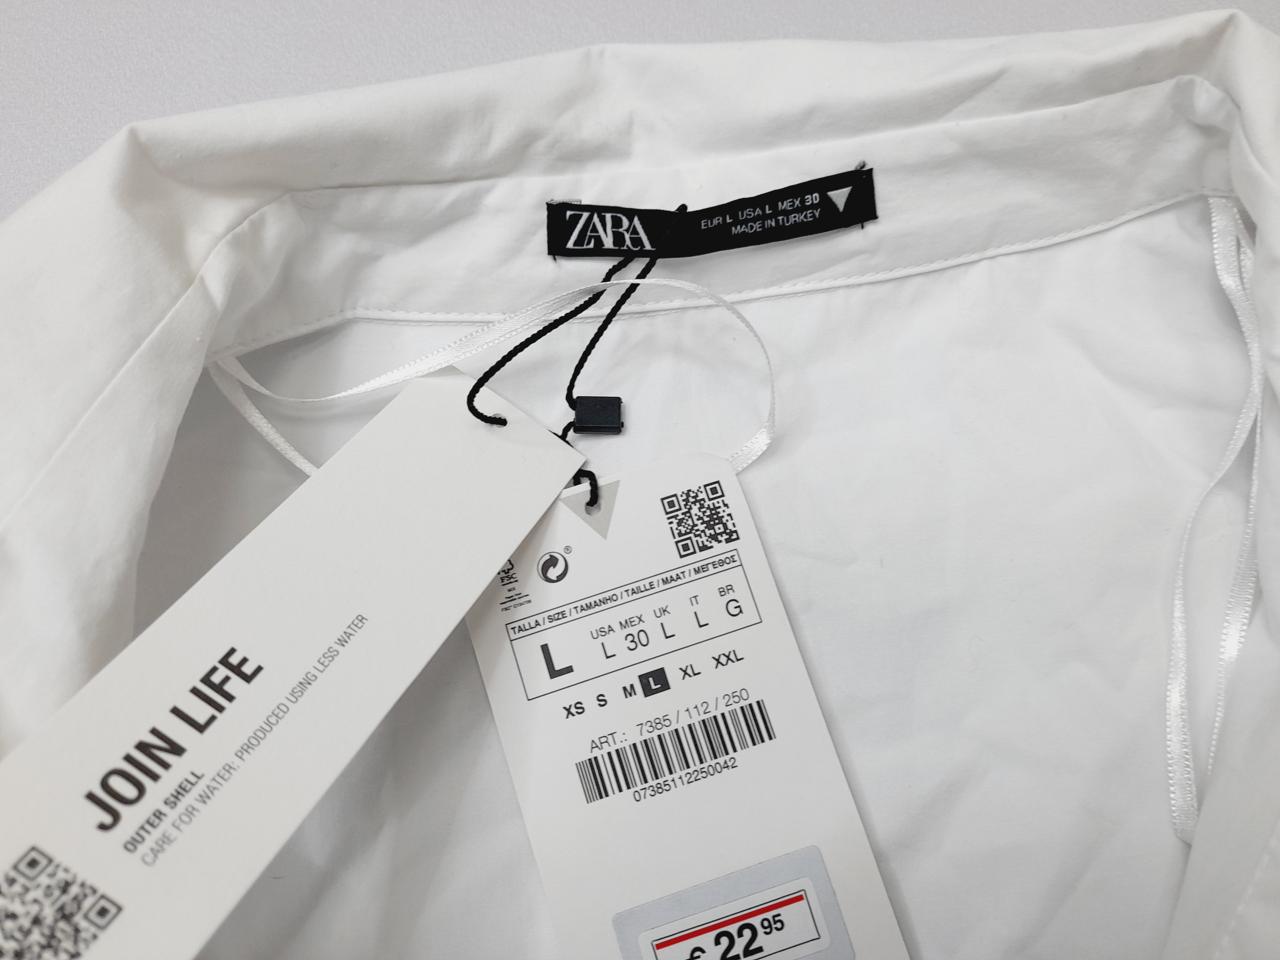 ZARA
EUR L USA L MEX 30
MADE IN TURKEY
JOIN LIFE
OUTER SHELL
CARE FOR WATER: PRODUCED USING LESS WATER
TALLA / SIZE / TAMANHO / TAILLE / MAAT / ΜΕΓΕΘΟΣ
L
USA MEX UK IT BR
L 30 L L G
XS S M L XL XXL
ART.: 7385 / 112 / 250
07385112250042
€ 22 95